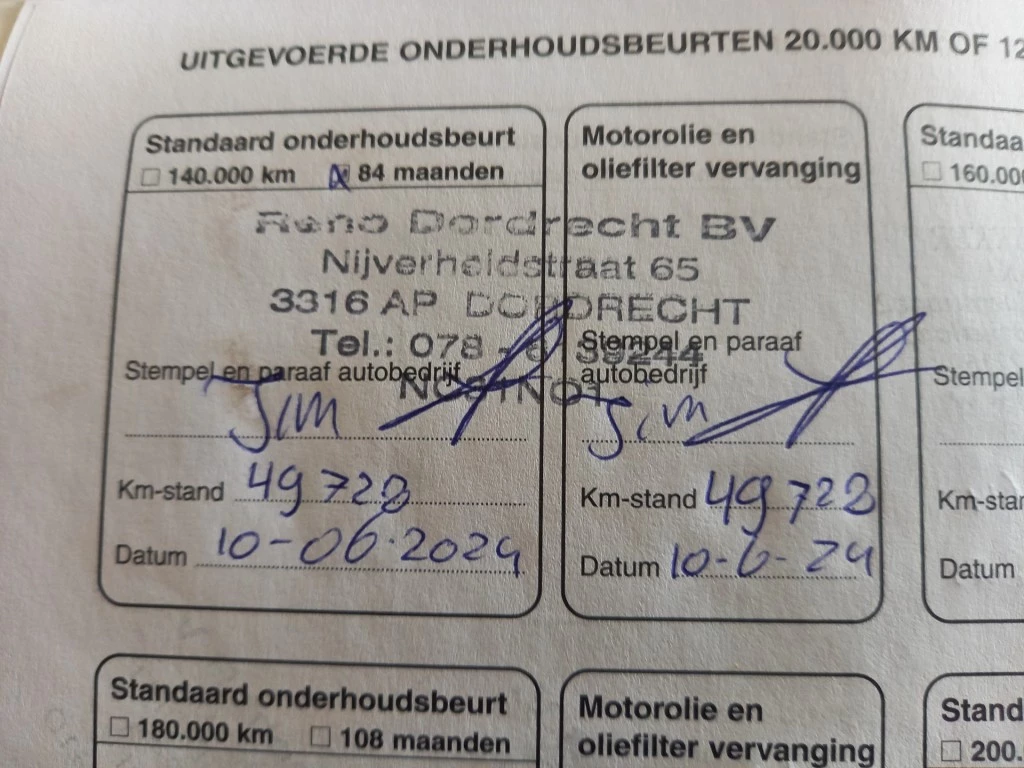 UITGEVOERDE ONDERHOUDSBEURTEN 20.000 KM OF 12
Standaard onderhoudsbeurt
140.000 km 84 maanden
Motorolie en
oliefilter vervanging
Reno Dordrecht BV
Nijverheidstraat 65
3316 AP DORDRECHT
Tel.: 078
Stempel en paraaf autobedrijf
Jim
Km-stand 49723
Datum 10-06-2024
Stempel en paraaf
autobedrijf
Jim
Km-stand 49723
Datum 10-6-24
Standaa
160.00
Stempel
Km-star
Datum
Standaard onderhoudsbeurt
180.000 km 108 maanden
Motorolie en
oliefilter vervanging
Stand
200.